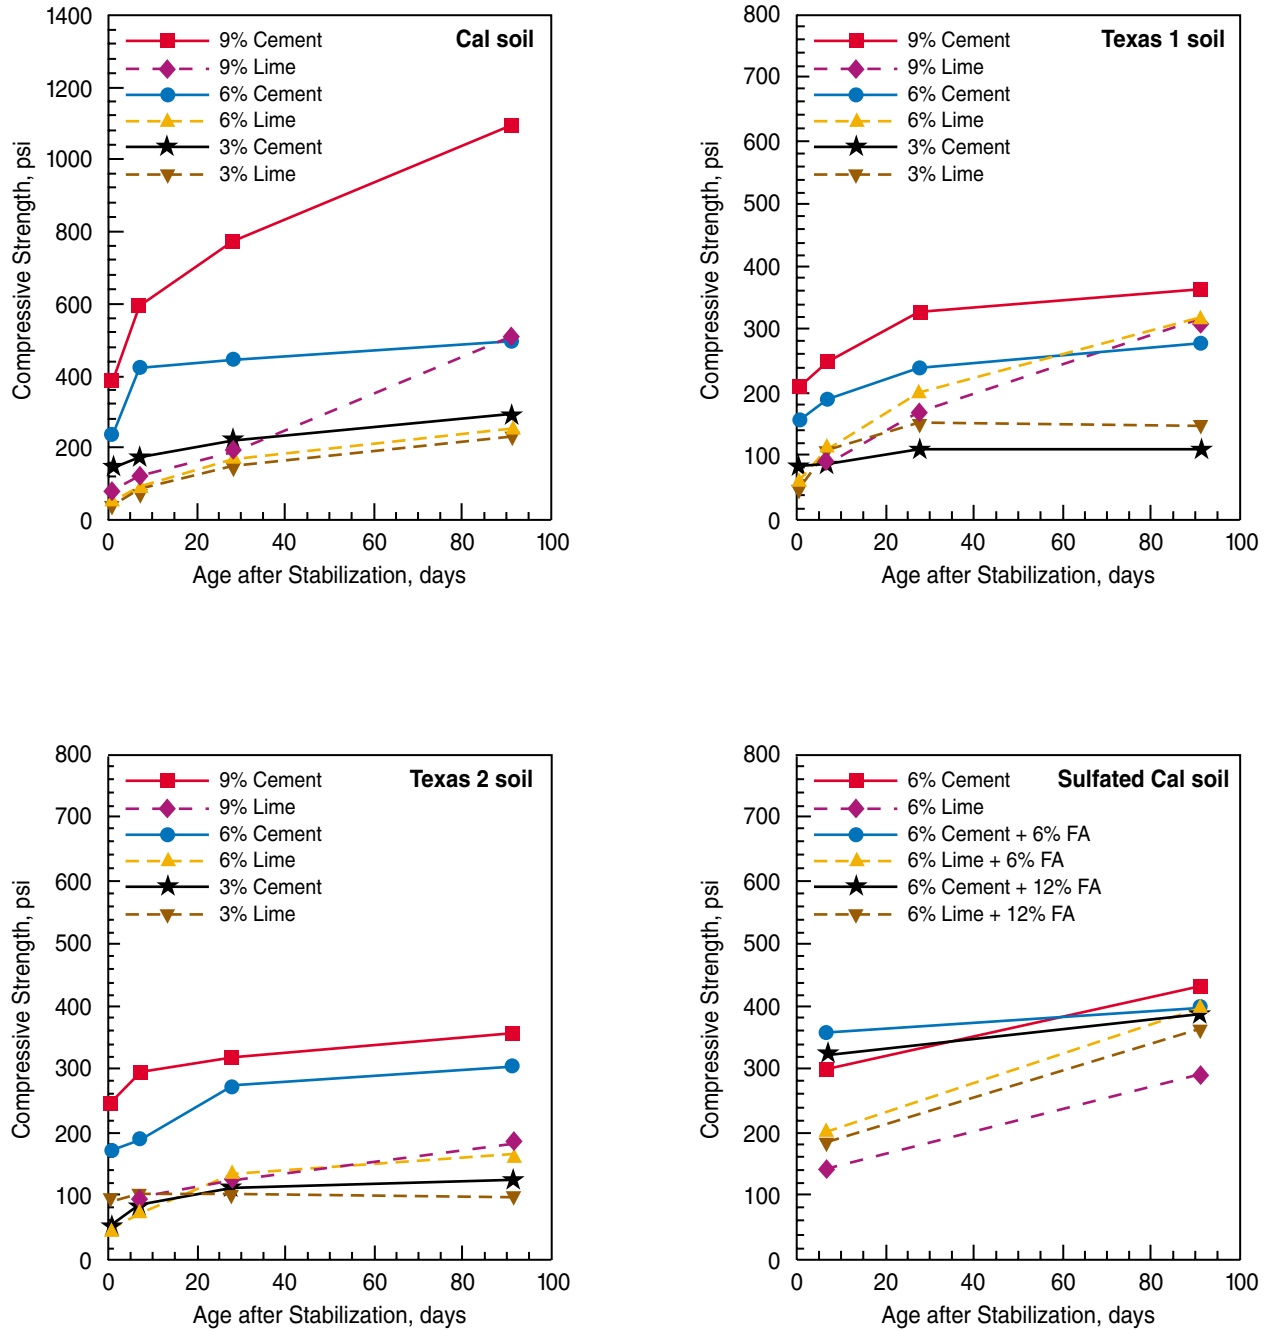 Cal soil
9% Cement
9% Lime
6% Cement
6% Lime
3% Cement
3% Lime
1400
1200
1000
800
600
400
200
0
0 20 40 60 80 100
Compressive Strength, psi
Age after Stabilization, days
Texas 1 soil
9% Cement
9% Lime
6% Cement
6% Lime
3% Cement
3% Lime
800
700
600
500
400
300
200
100
0
0 20 40 60 80 100
Compressive Strength, psi
Age after Stabilization, days
Texas 2 soil
9% Cement
9% Lime
6% Cement
6% Lime
3% Cement
3% Lime
800
700
600
500
400
300
200
100
0
0 20 40 60 80 100
Compressive Strength, psi
Age after Stabilization, days
Sulfated Cal soil
6% Cement
6% Lime
6% Cement + 6% FA
6% Lime + 6% FA
6% Cement + 12% FA
6% Lime + 12% FA
800
700
600
500
400
300
200
100
0
0 20 40 60 80 100
Compressive Strength, psi
Age after Stabilization, days